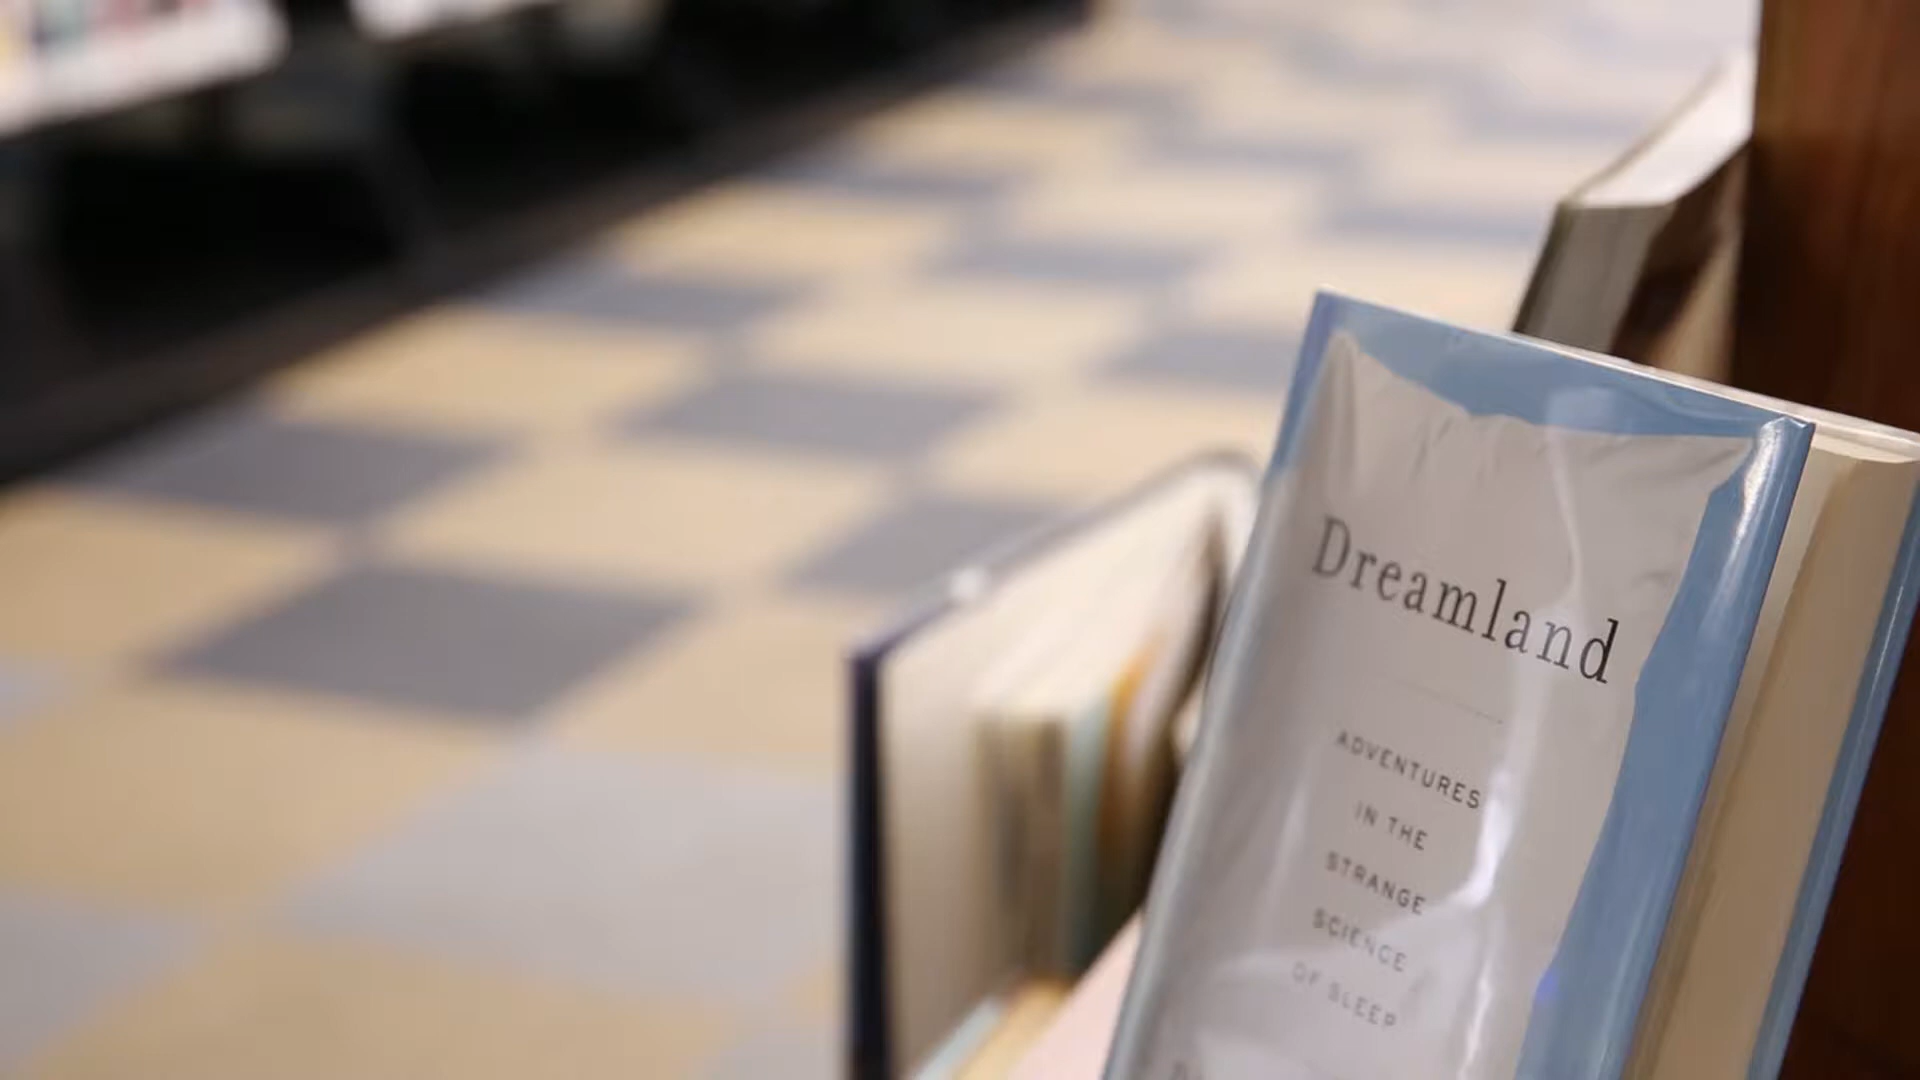 Dreamland
ADVENTURES
IN THE
STRANGE
SCIENCE
OF SLEEP